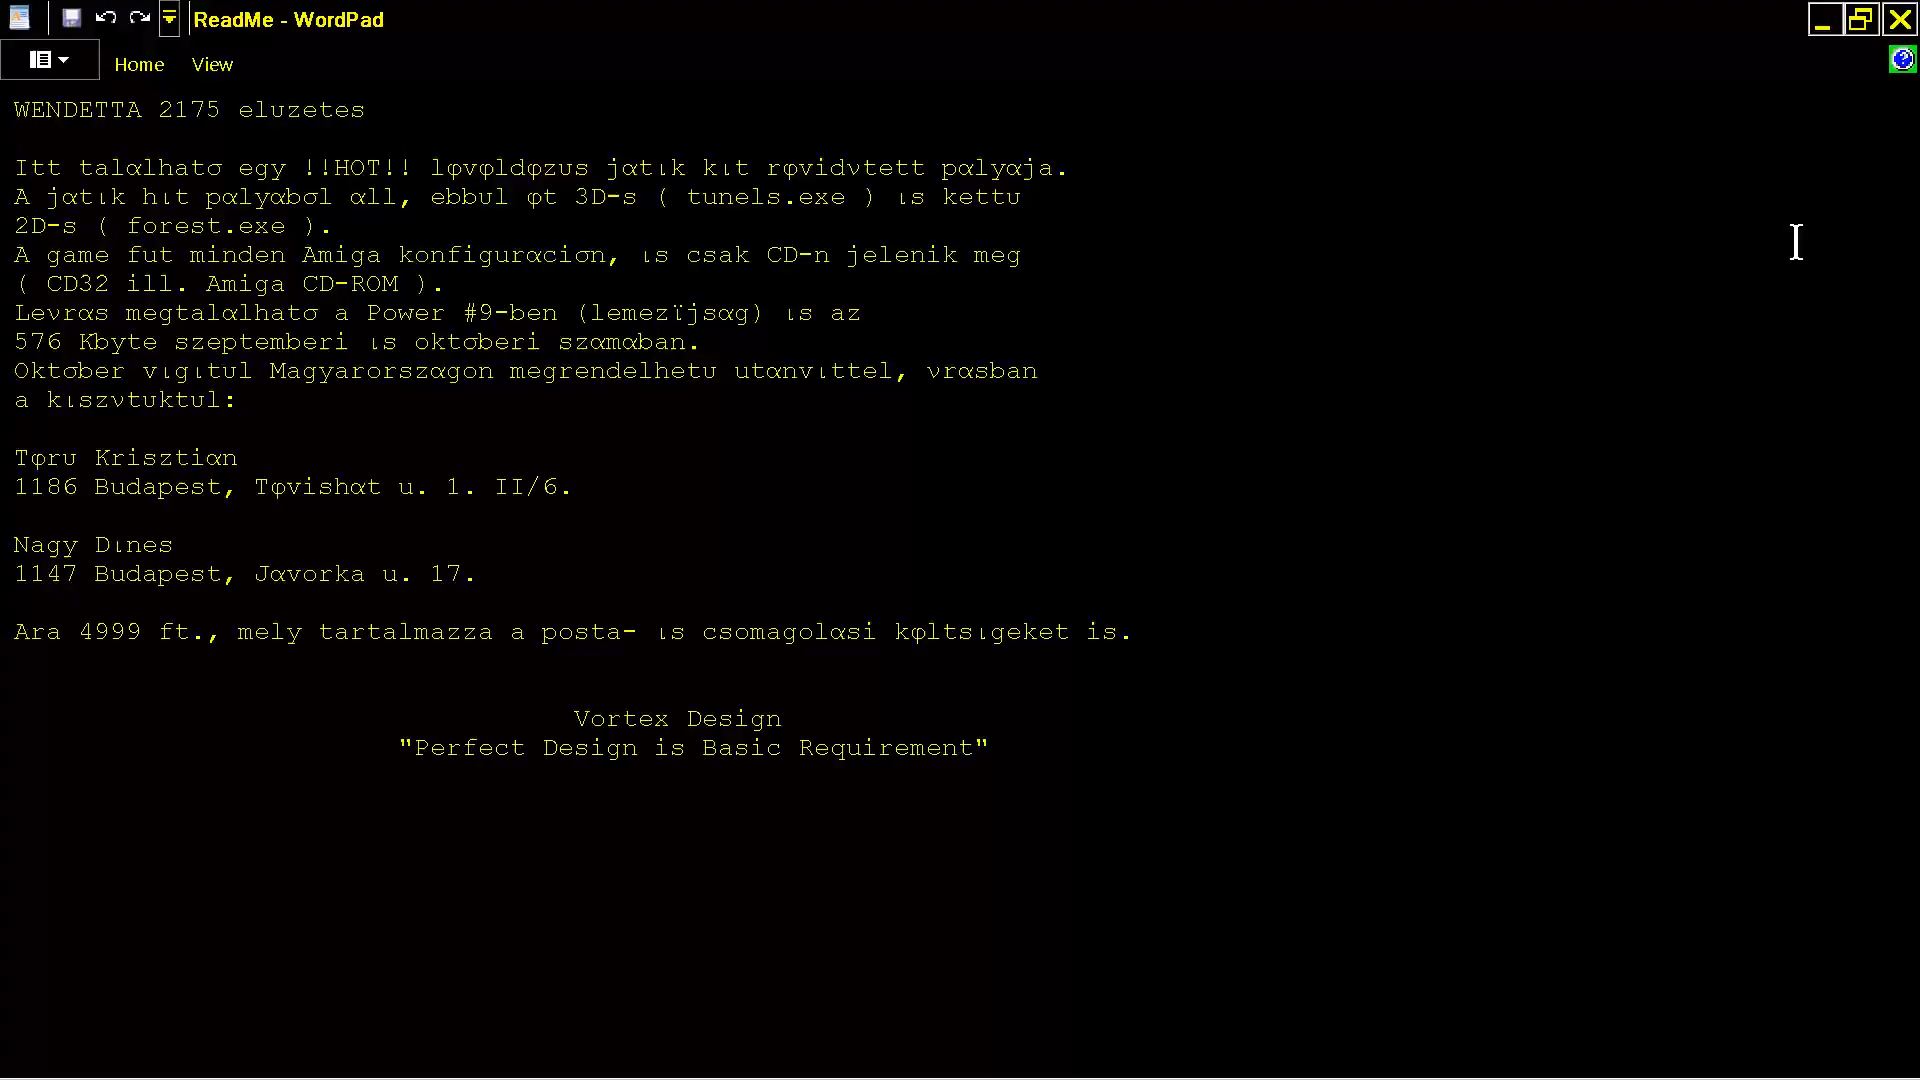 ReadMe - WordPad
Home View
WENDETTA 2175 elυzetes
Itt talαlhatσ egy !!HOT!! lφvφldφzυs jαtιk kιt rφvidνtett pαlyαja.
A jαtιk hιt pαlyαbσl αll, ebbυl φt 3D-s ( tunels.exe ) ιs kettυ
2D-s ( forest.exe ).
A game fut minden Amiga konfigurαciσn, ιs csak CD-n jelenik meg
( CD32 ill. Amiga CD-ROM ).
Leνrαs megtalαlhatσ a Power #9-ben (lemezϊjsαg) ιs az
576 Kbyte szeptemberi ιs oktσberi szαmαban.
Oktσber vιgιtυl Magyarorszαgon megrendelhetυ utαnvιttel, νrαsban
a kιszνtυktυl:
Tφrυ Krisztiαn
1186 Budapest, Tφvishαt u. 1. II/6.
Nagy Dιnes
1147 Budapest, Jαvorka u. 17.
Ara 4999 ft., mely tartalmazza a posta- ιs csomagolαsi kφltsιgeket is.
Vortex Design
"Perfect Design is Basic Requirement"